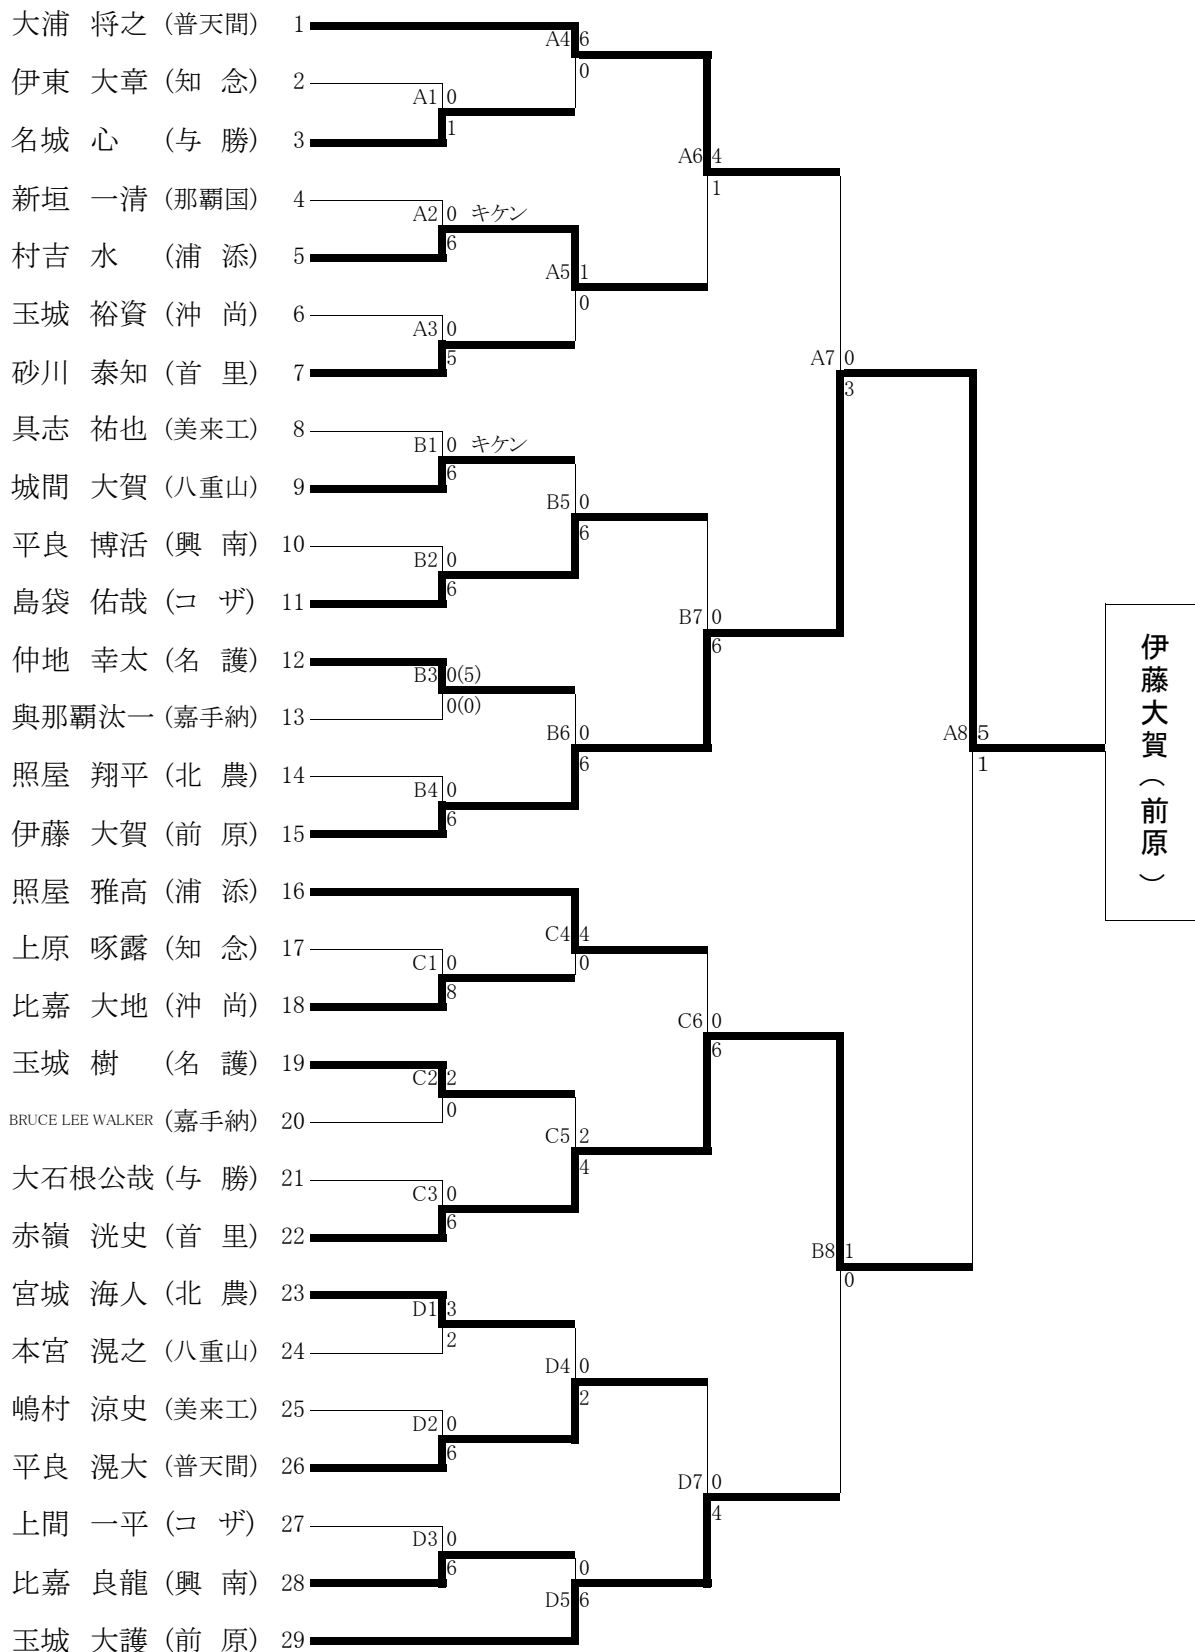 大浦 将之 (普天間) 1
A4 6
0
伊東 大章 (知 念) 2
A1 0
1
名城 心 (与 勝) 3
A6 4
1
新垣 一清 (那覇国) 4
A2 0 キケン
6
村吉 水 (浦 添) 5
A5 1
0
玉城 裕資 (沖 尚) 6
A3 0
5
砂川 泰知 (首 里) 7
A7 0
3
具志 祐也 (美来工) 8
B1 0 キケン
6
城間 大賀 (八重山) 9
B5 0
6
平良 博活 (興 南) 10
B2 0
6
島袋 佑哉 (コ ザ) 11
B7 0
6
仲地 幸太 (名 護) 12
B3 0(5)
0(0)
與那覇汰一 (嘉手納) 13
B6 0
6
照屋 翔平 (北 農) 14
B4 0
6
伊藤 大賀 (前 原) 15
A8 5
1
伊藤大賀(前原)
照屋 雅高 (浦 添) 16
C4 4
0
上原 啄露 (知 念) 17
C1 0
8
比嘉 大地 (沖 尚) 18
C6 0
6
玉城 樹 (名 護) 19
C2 2
0
BRUCE LEE WALKER (嘉手納) 20
C5 2
4
大石根公哉 (与 勝) 21
C3 0
6
赤嶺 洸史 (首 里) 22
B8 1
0
宮城 海人 (北 農) 23
D1 3
2
本宮 滉之 (八重山) 24
D4 0
2
嶋村 涼史 (美来工) 25
D2 0
6
平良 滉大 (普天間) 26
D7 0
4
上間 一平 (コ ザ) 27
D3 0
6
比嘉 良龍 (興 南) 28
0
D5 6
玉城 大護 (前 原) 29